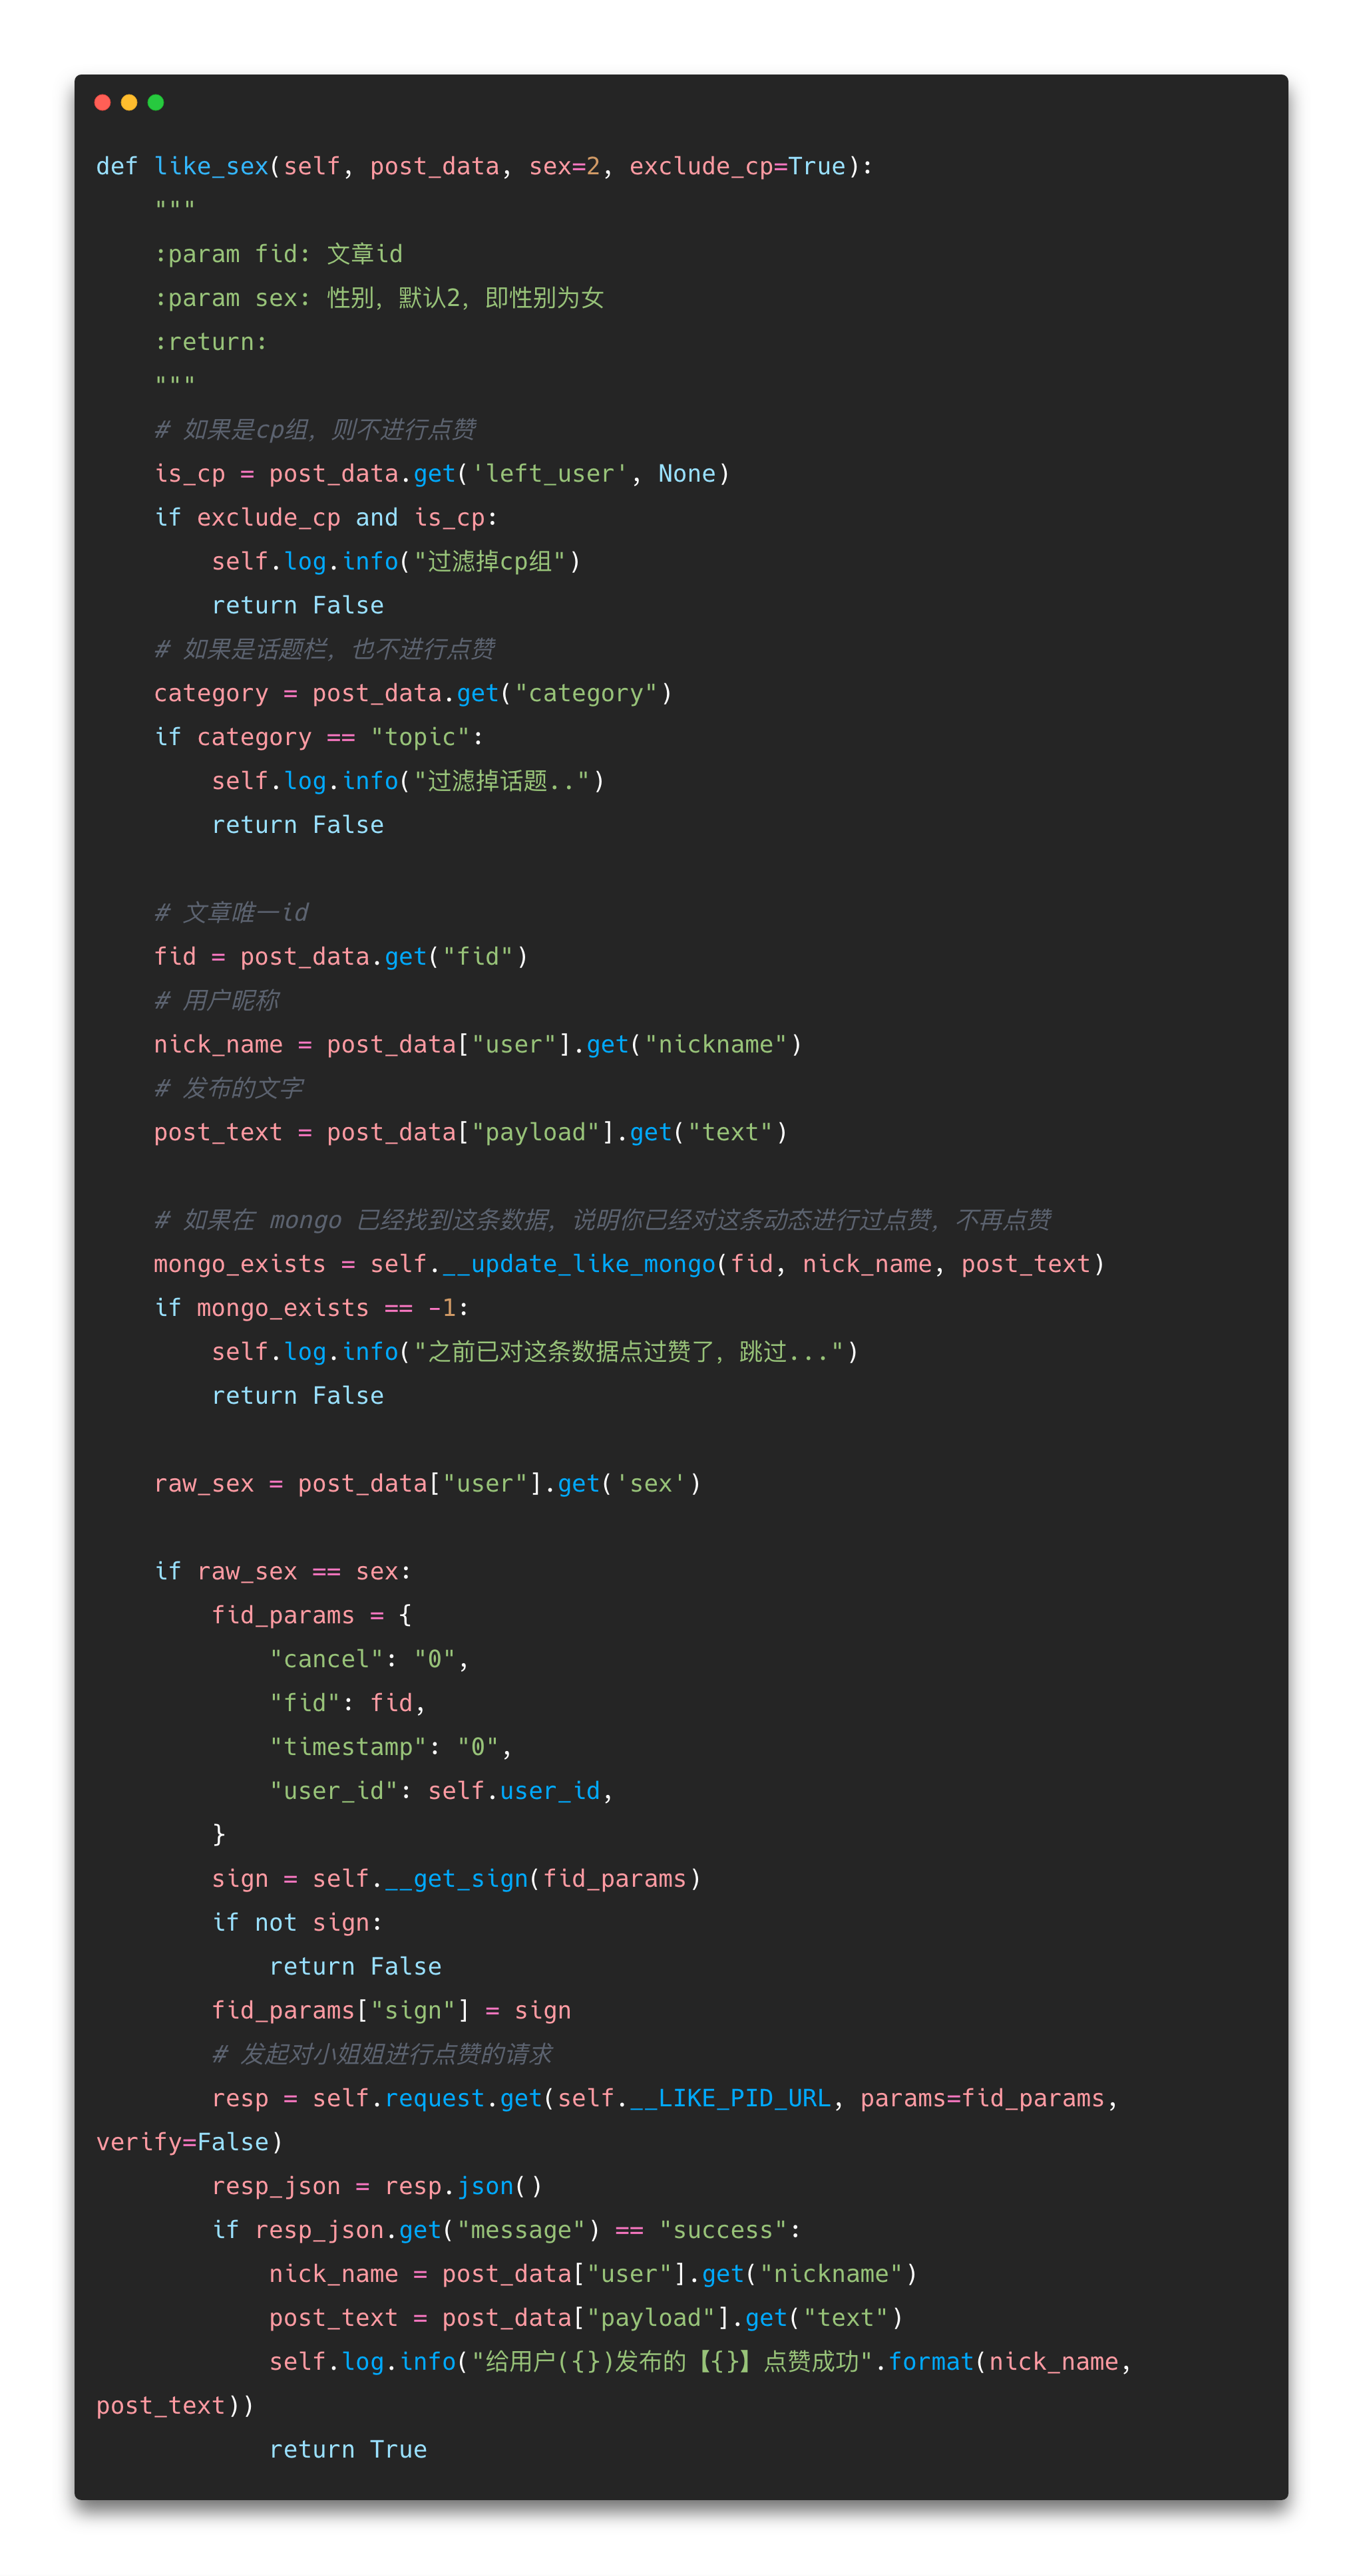 def like_sex(self, post_data, sex=2, exclude_cp=True):
    """
    :param fid: 文章id
    :param sex: 性别，默认2，即性别为女
    :return:
    """
    # 如果是cp组，则不进行点赞
    is_cp = post_data.get('left_user', None)
    if exclude_cp and is_cp:
        self.log.info("过滤掉cp组")
        return False
    # 如果是话题栏，也不进行点赞
    category = post_data.get("category")
    if category == "topic":
        self.log.info("过滤掉话题..")
        return False

    # 文章唯一id
    fid = post_data.get("fid")
    # 用户昵称
    nick_name = post_data["user"].get("nickname")
    # 发布的文字
    post_text = post_data["payload"].get("text")

    # 如果在 mongo 已经找到这条数据，说明你已经对这条动态进行过点赞，不再点赞
    mongo_exists = self.__update_like_mongo(fid, nick_name, post_text)
    if mongo_exists == -1:
        self.log.info("之前已对这条数据点过赞了，跳过...")
        return False

    raw_sex = post_data["user"].get('sex')

    if raw_sex == sex:
        fid_params = {
            "cancel": "0",
            "fid": fid,
            "timestamp": "0",
            "user_id": self.user_id,
        }
        sign = self.__get_sign(fid_params)
        if not sign:
            return False
        fid_params["sign"] = sign
        # 发起对小姐姐进行点赞的请求
        resp = self.request.get(self.__LIKE_PID_URL, params=fid_params,
verify=False)
        resp_json = resp.json()
        if resp_json.get("message") == "success":
            nick_name = post_data["user"].get("nickname")
            post_text = post_data["payload"].get("text")
            self.log.info("给用户({})发布的【{}】点赞成功".format(nick_name,
post_text))
            return True